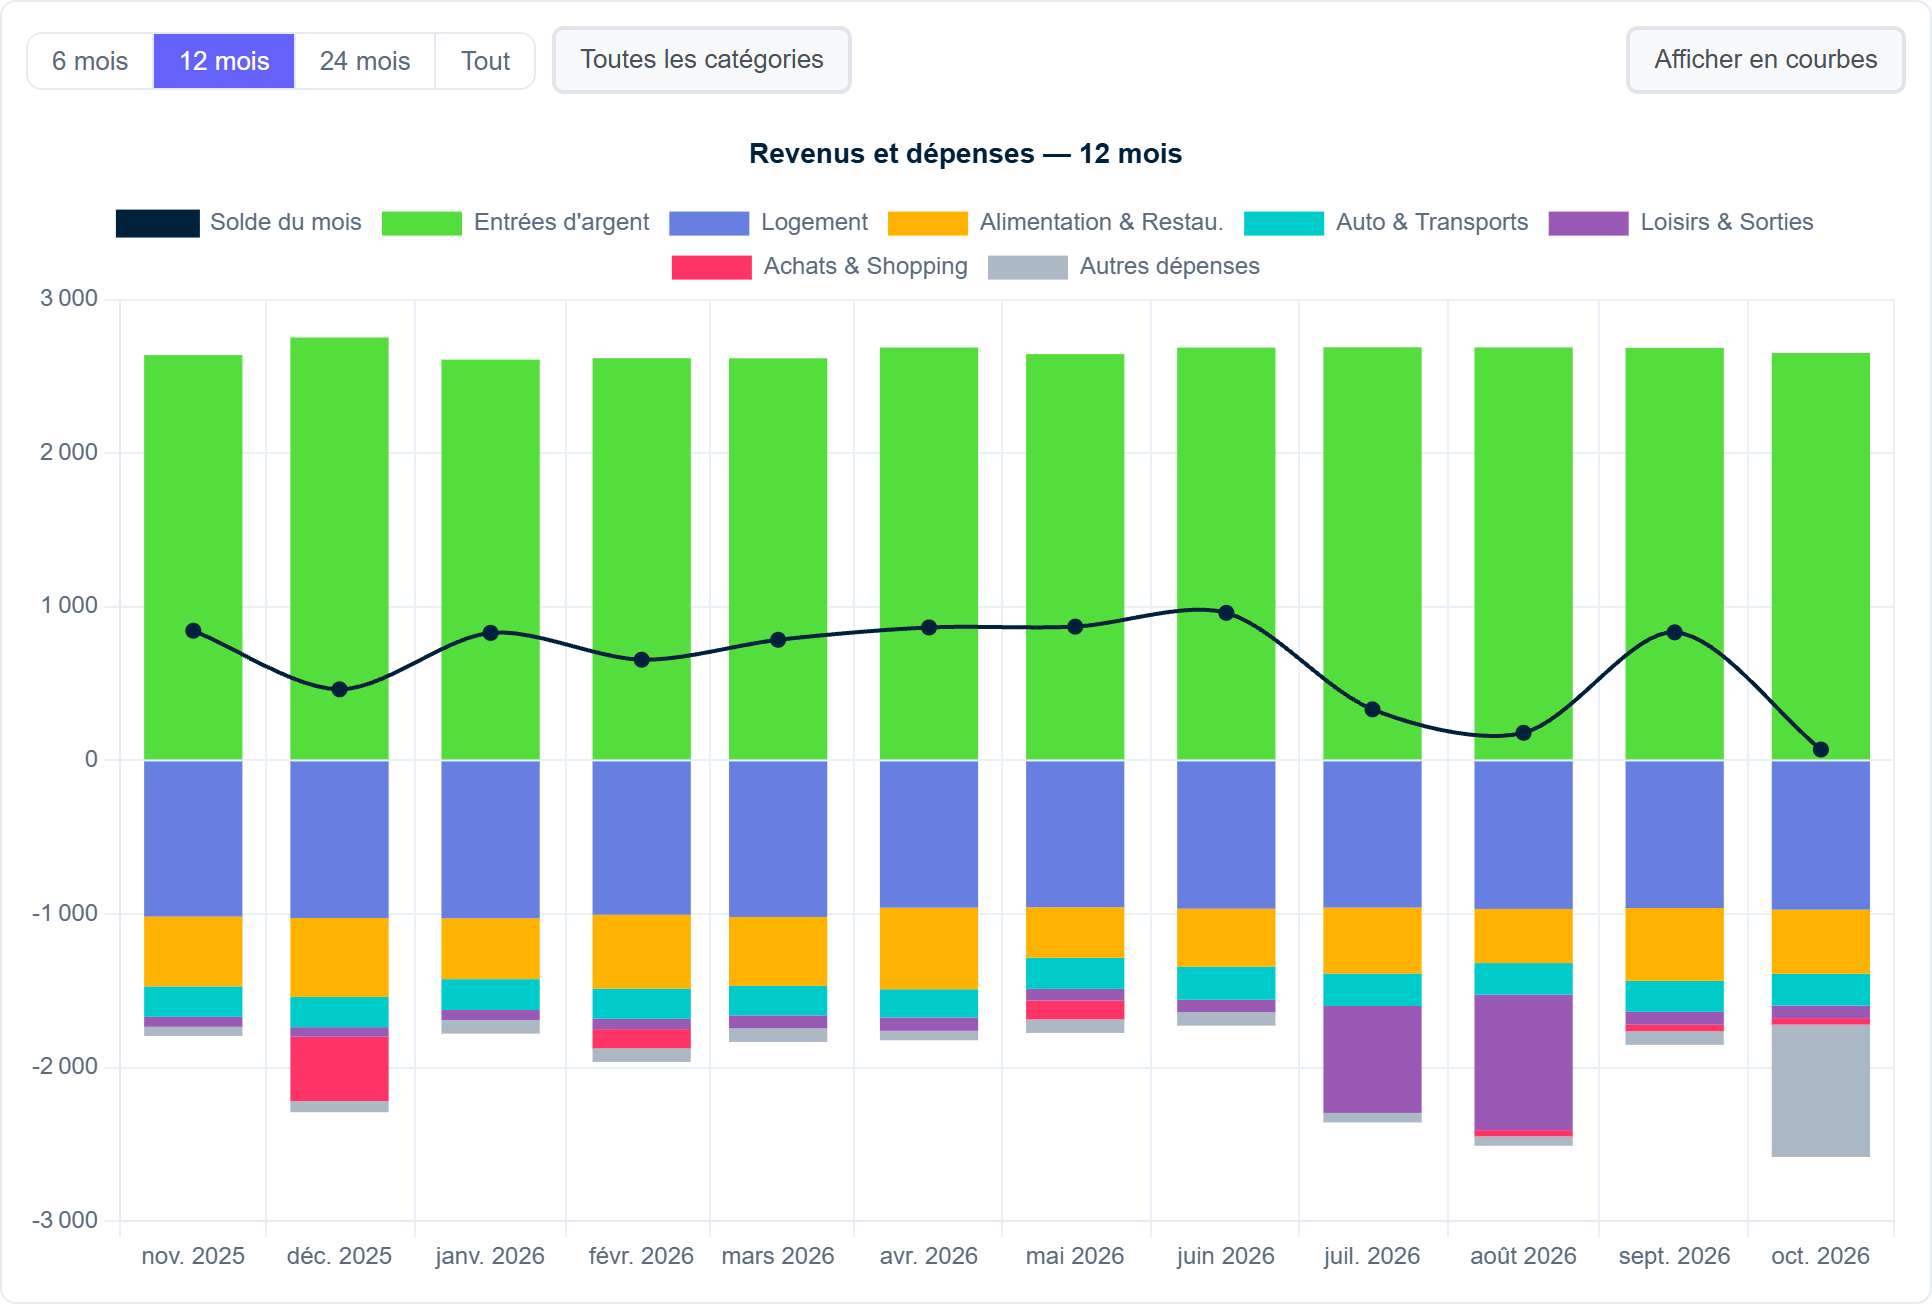 6 mois 12 mois 24 mois Tout Toutes les catégories Afficher en courbes
Revenus et dépenses — 12 mois
Solde du mois Entrées d'argent Logement Alimentation & Restau. Auto & Transports Loisirs & Sorties
Achats & Shopping Autres dépenses
3 000
2 000
1 000
0
-1 000
-2 000
-3 000
nov. 2025 déc. 2025 janv. 2026 févr. 2026 mars 2026 avr. 2026 mai 2026 juin 2026 juil. 2026 août 2026 sept. 2026 oct. 2026